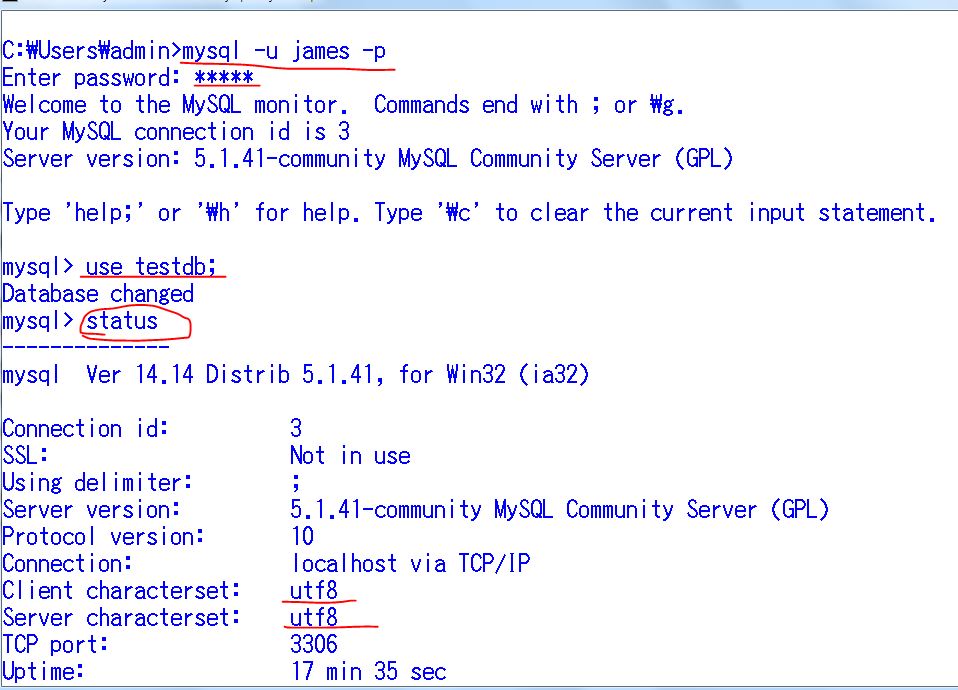 C:₩Users₩admin>mysql -u james -p
Enter password: *****
Welcome to the MySQL monitor.  Commands end with ; or ₩g.
Your MySQL connection id is 3
Server version: 5.1.41-community MySQL Community Server (GPL)
Type 'help;' or '₩h' for help. Type '₩c' to clear the current input statement.
mysql> use testdb;
Database changed
mysql> status
--------------
mysql  Ver 14.14 Distrib 5.1.41, for Win32 (ia32)
Connection id:          3
SSL:                    Not in use
Using delimiter:        ;
Server version:         5.1.41-community MySQL Community Server (GPL)
Protocol version:       10
Connection:             localhost via TCP/IP
Client characterset:    utf8
Server characterset:    utf8
TCP port:               3306
Uptime:                 17 min 35 sec